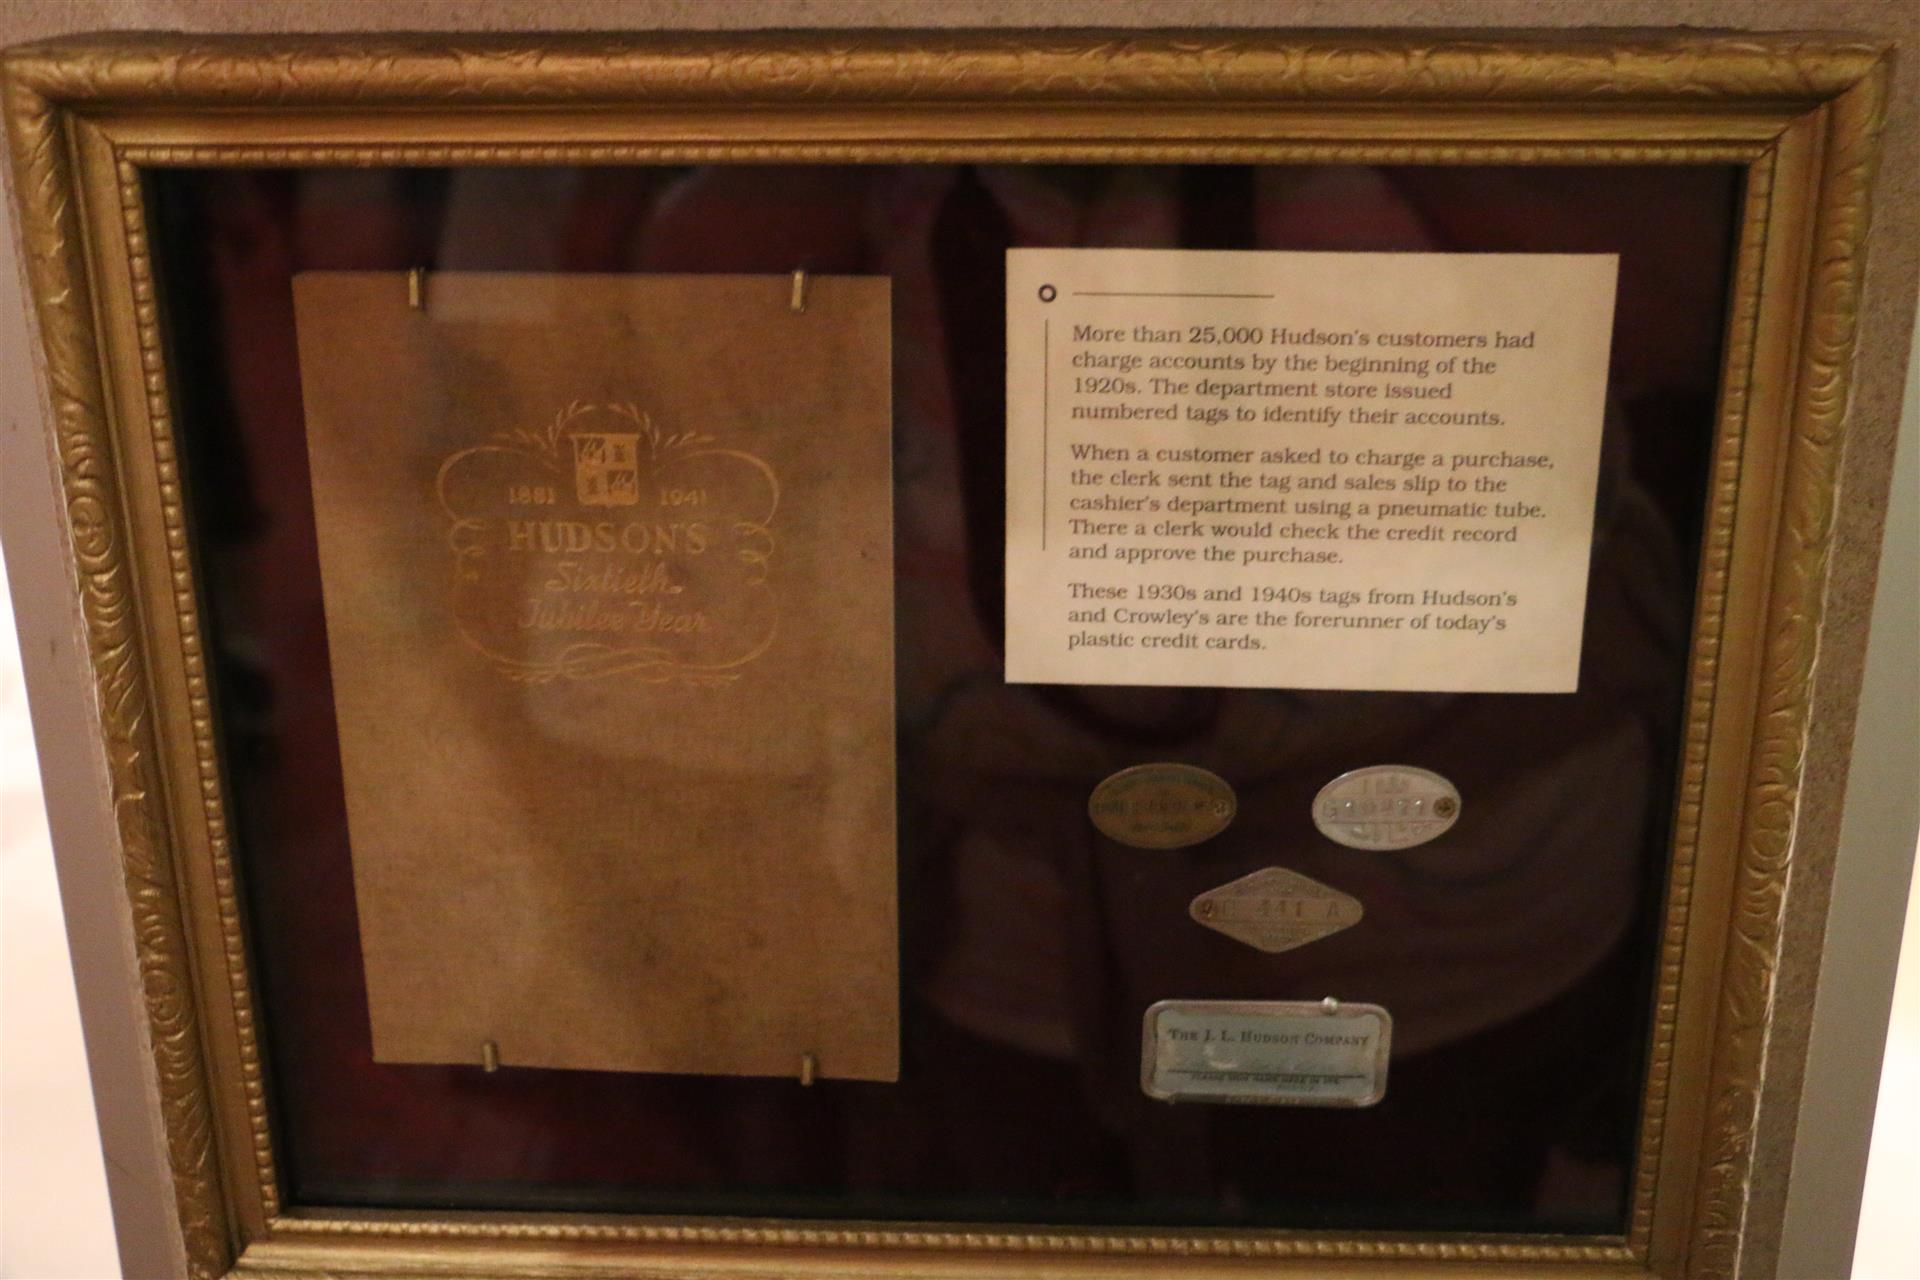 1881 1941
HUDSON'S
Sixtieth
Jubilee Year
More than 25,000 Hudson's customers had
charge accounts by the beginning of the
1920s. The department store issued
numbered tags to identify their accounts.
When a customer asked to charge a purchase,
the clerk sent the tag and sales slip to the
cashier's department using a pneumatic tube.
There a clerk would check the credit record
and approve the purchase.
These 1930s and 1940s tags from Hudson's
and Crowley's are the forerunner of today's
plastic credit cards.
441 A
THE J. L. HUDSON COMPANY